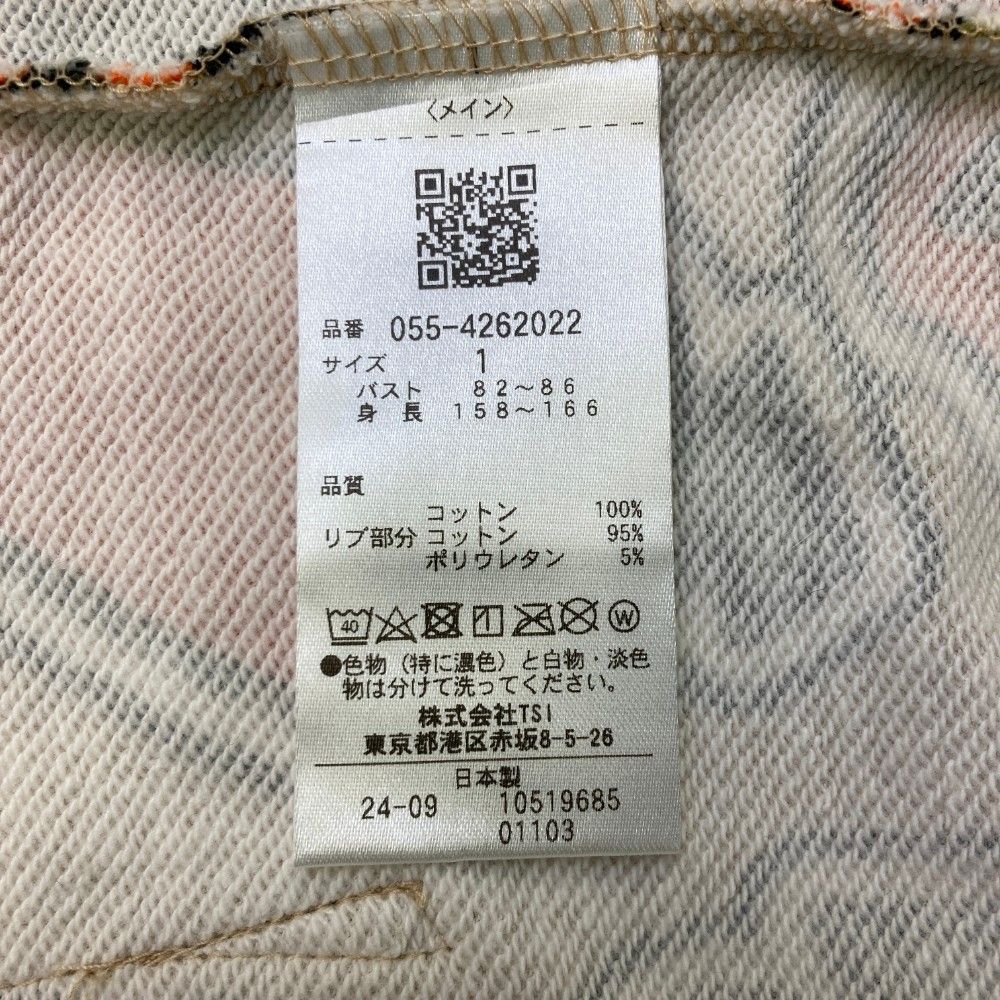 〈メイン〉
品番 055-4262022
サイズ 1
バスト 82～86
身長 158～166
品質
コットン 100%
リブ部分 コットン 95%
ポリウレタン 5%
40 W
●色物（特に濃色）と白物・淡色
物は分けて洗ってください。
株式会社TSI
東京都港区赤坂8-5-26
日本製
24-09 10519685
01103